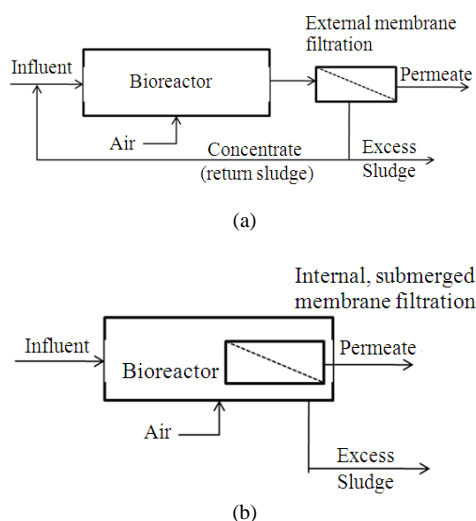 External membrane
filtration
Influent
Bioreactor
Permeate
Air
Concentrate
(return sludge)
Excess
Sludge
(a)
Internal, submerged
membrane filtration
Influent
Permeate
Bioreactor
Air
Excess
Sludge
(b)